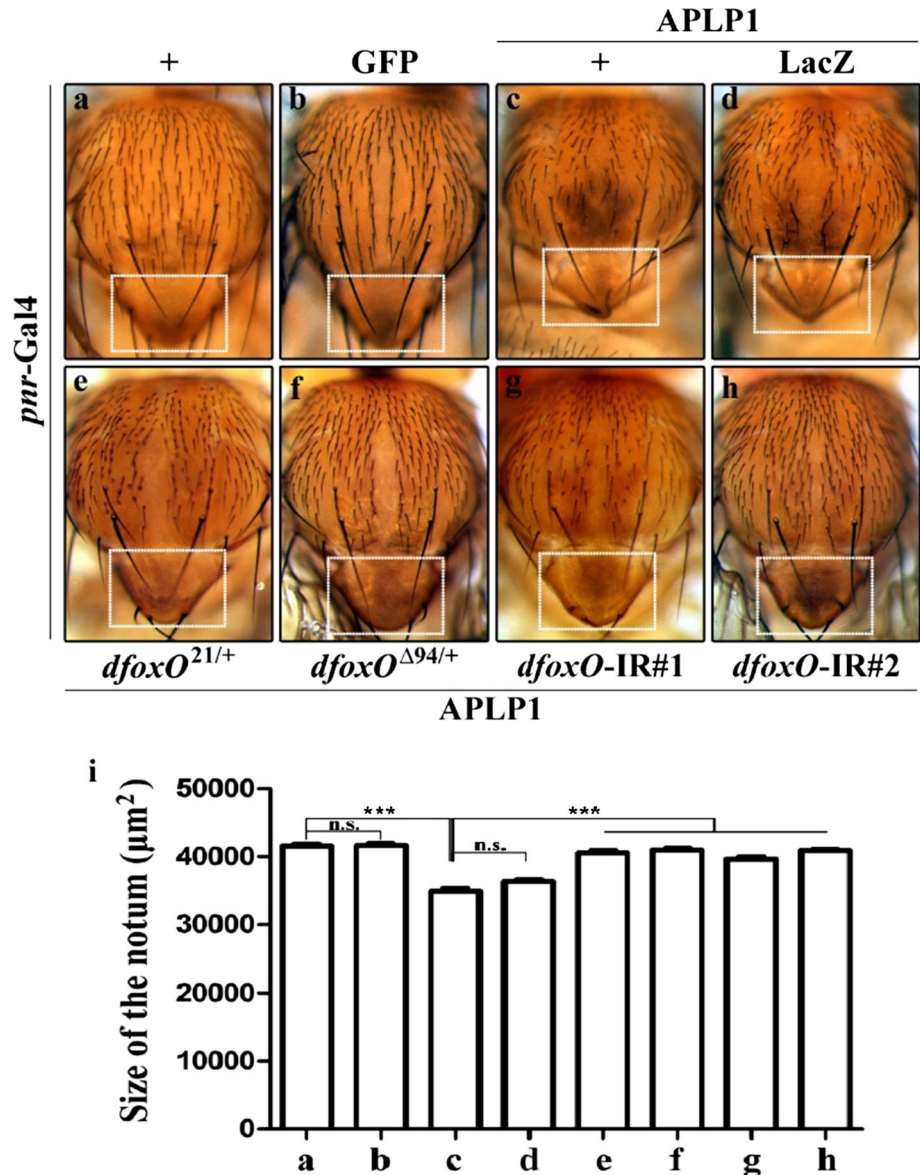 APLP1
+ GFP + LacZ
a b c d
pnr-Gal4
e f g h
dfoxO21/+ dfoxOΔ94/+ dfoxO-IR#1 dfoxO-IR#2
APLP1
i
Size of the notum (µm2)
50000
40000
30000
20000
10000
0
*** ***
n.s. n.s.
a b c d e f g h